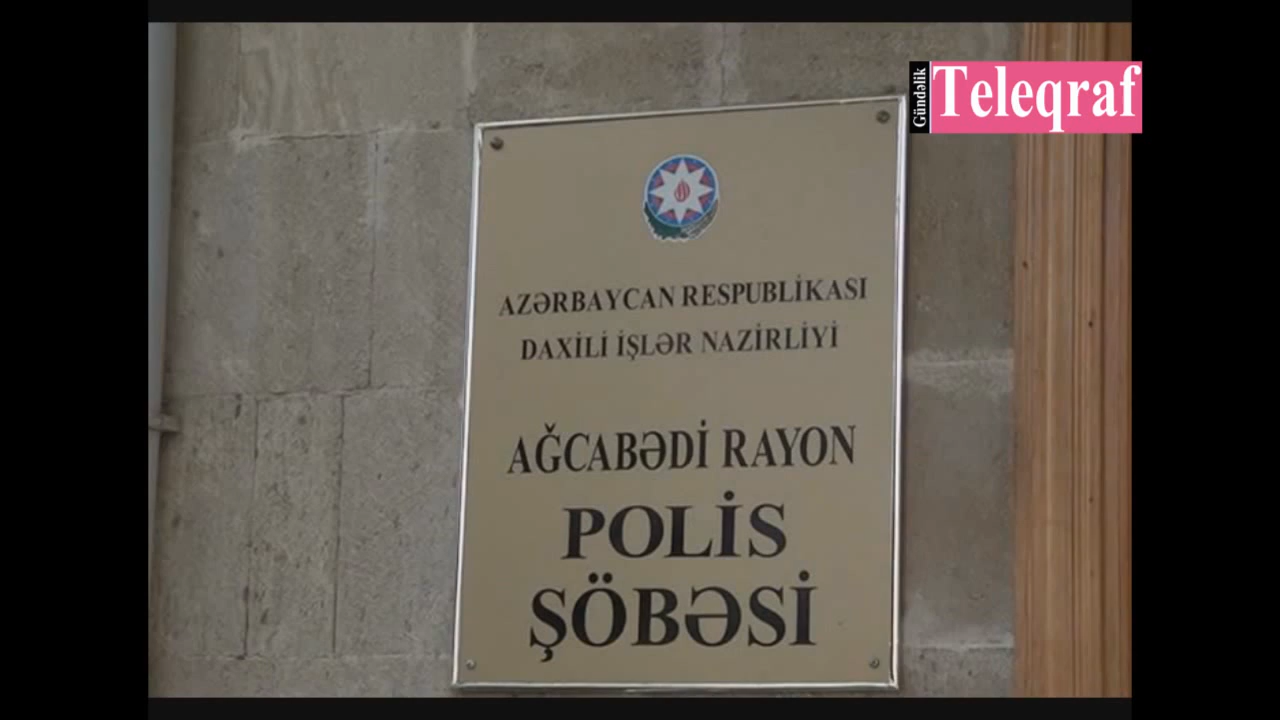 Gündəlik
Teleqraf
AZƏRBAYCAN RESPUBLİKASI
DAXİLİ İŞLƏR NAZİRLİYİ
AĞCABƏDİ RAYON
POLİS
ŞÖBƏSİ